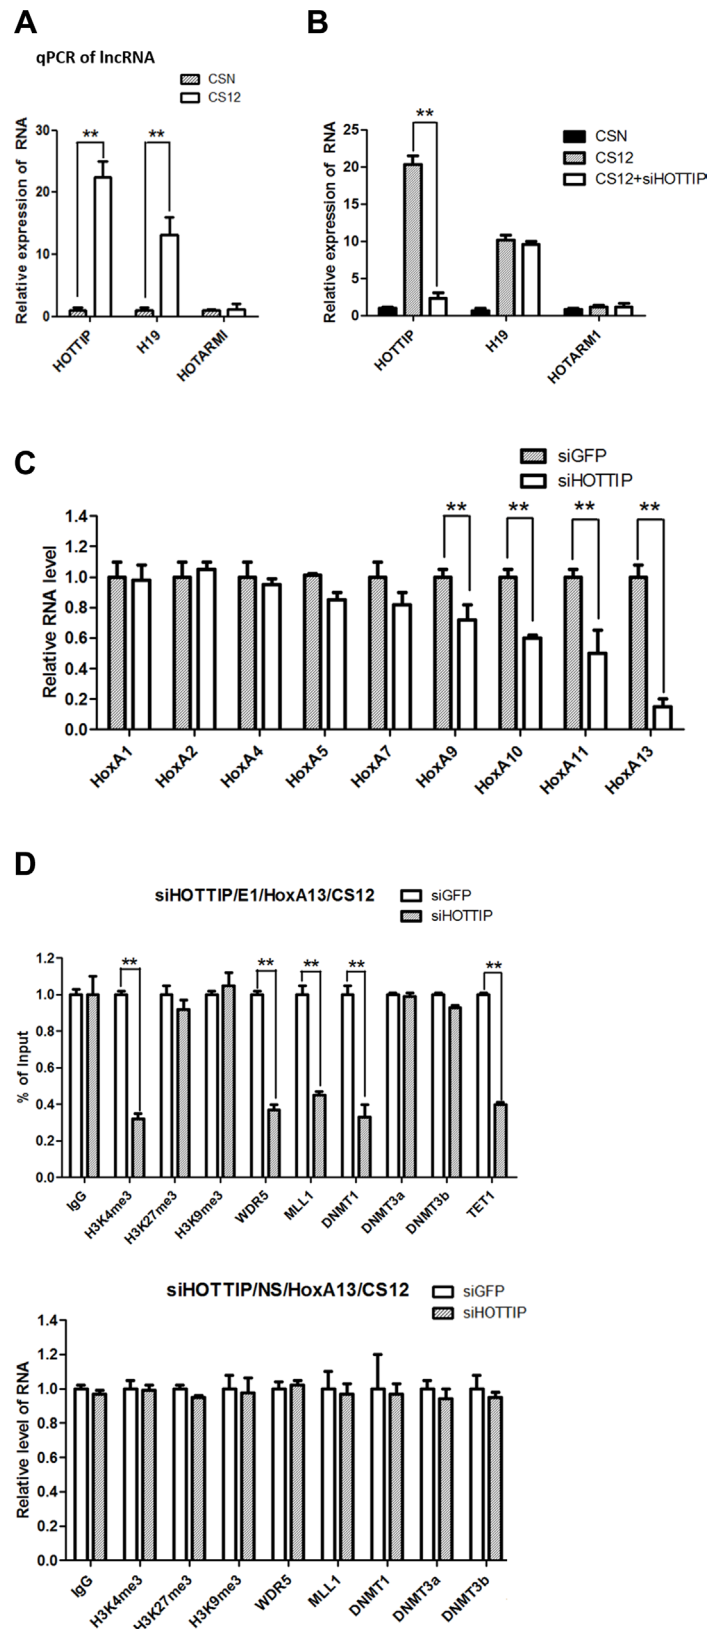 A
B
qPCR of lncRNA
CSN
CS12
Relative expression of RNA
30
20
10
0
**
**
HOTTIP
H19
HOTARMI
Relative expression of RNA
25
20
15
10
5
0
**
CSN
CS12
CS12+siHOTTIP
HOTTIP
H19
HOTARM1
C
siGFP
siHOTTIP
Relative RNA level
1.4
1.2
1.0
0.8
0.6
0.4
0.2
0.0
**
**
**
**
HoxA1
HoxA2
HoxA4
HoxA5
HoxA7
HoxA9
HoxA10
HoxA11
HoxA13
D
siHOTTIP/E1/HoxA13/CS12
siGFP
siHOTTIP
% of Input
1.2
1.0
0.8
0.6
0.4
0.2
0.0
**
**
**
**
**
IgG
H3K4me3
H3K27me3
H3K9me3
WDR5
MLL1
DNMT1
DNMT3a
DNMT3b
TET1
siHOTTIP/NS/HoxA13/CS12
siGFP
siHOTTIP
Relative level of RNA
1.4
1.2
1.0
0.8
0.6
0.4
0.2
0.0
IgG
H3K4me3
H3K27me3
H3K9me3
WDR5
MLL1
DNMT1
DNMT3a
DNMT3b